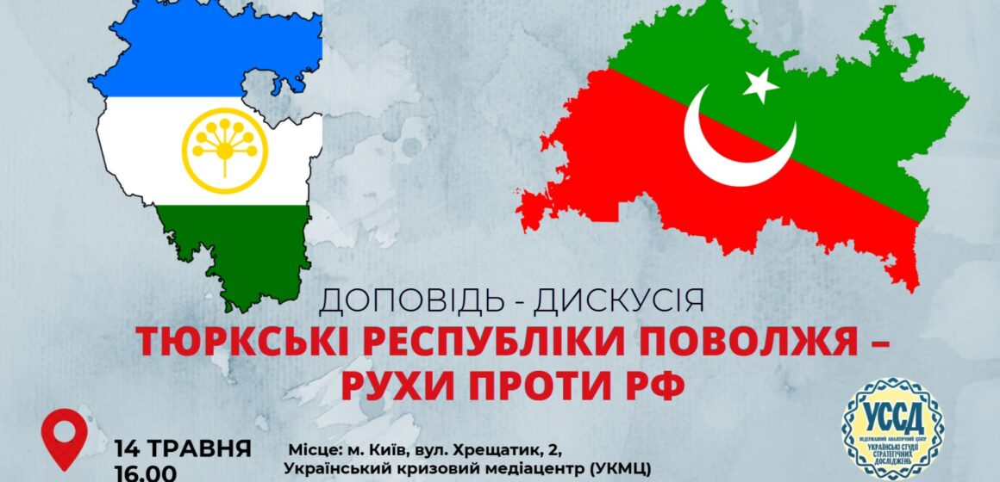 ДОПОВІДЬ - ДИСКУСІЯ
ТЮРКСЬКІ РЕСПУБЛІКИ ПОВОЛЖЯ –
РУХИ ПРОТИ РФ
14 ТРАВНЯ
16.00
Місце: м. Київ, вул. Хрещатик, 2,
Український кризовий медіацентр (УКМЦ)
УССД
НЕДЕРЖАВНИЙ АНАЛІТИЧНИЙ ЦЕНТР
УКРАЇНСЬКІ СТУДІЇ
СТРАТЕГІЧНИХ
ДОСЛІДЖЕНЬ